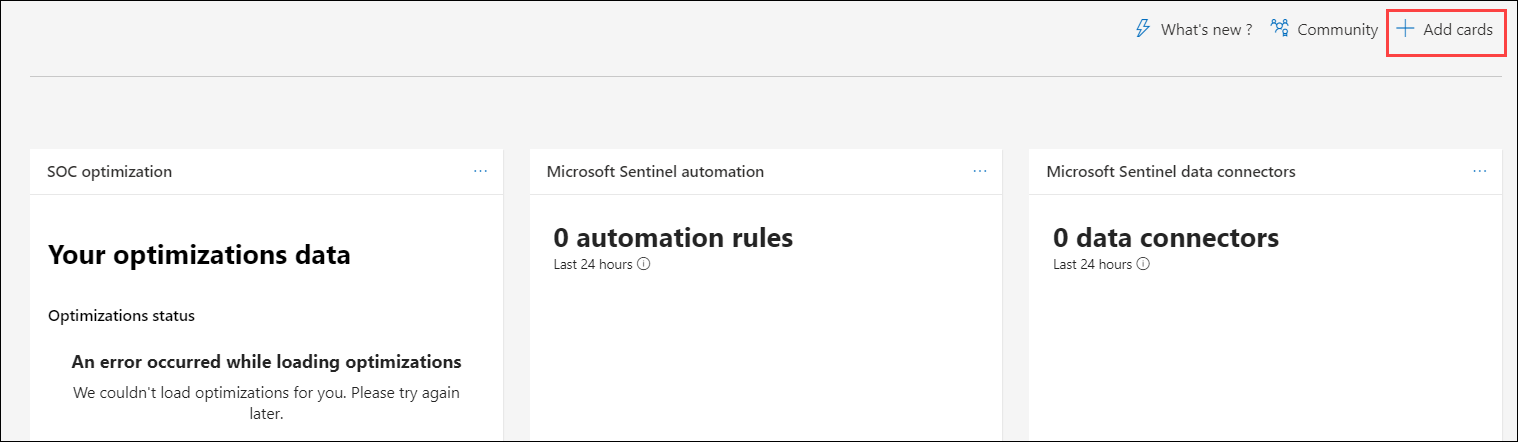 What's new ?
Community
Add cards
SOC optimization
...
Microsoft Sentinel automation
...
Microsoft Sentinel data connectors
...
Your optimizations data
Optimizations status
An error occurred while loading optimizations
We couldn't load optimizations for you. Please try again
later.
0 automation rules
Last 24 hours
0 data connectors
Last 24 hours